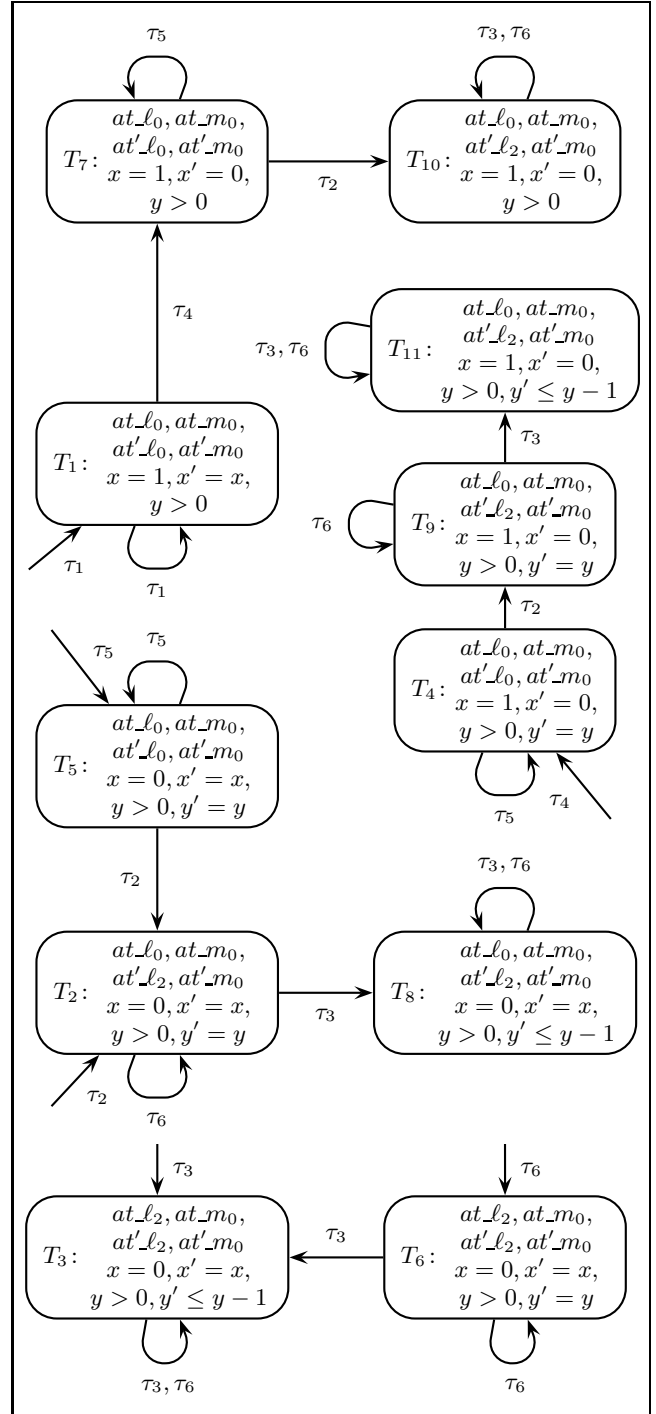 τ5
τ3, τ6
T7: at_ℓ0, at_m0,
at′_ℓ0, at′_m0
x = 1, x′ = 0,
y > 0
τ2
T10: at_ℓ0, at_m0,
at′_ℓ2, at′_m0
x = 1, x′ = 0,
y > 0
τ4
T11: at_ℓ0, at_m0,
at′_ℓ2, at′_m0
x = 1, x′ = 0,
y > 0, y′ ≤ y − 1
τ3, τ6
τ3
T1: at_ℓ0, at_m0,
at′_ℓ0, at′_m0
x = 1, x′ = x,
y > 0
τ1
τ1
T9: at_ℓ0, at_m0,
at′_ℓ2, at′_m0
x = 1, x′ = 0,
y > 0, y′ = y
τ6
τ2
T4: at_ℓ0, at_m0,
at′_ℓ0, at′_m0
x = 1, x′ = 0,
y > 0, y′ = y
τ5
τ4
τ5
τ5
T5: at_ℓ0, at_m0,
at′_ℓ0, at′_m0
x = 0, x′ = x,
y > 0, y′ = y
τ2
τ3, τ6
T2: at_ℓ0, at_m0,
at′_ℓ2, at′_m0
x = 0, x′ = x,
y > 0, y′ = y
τ2
τ6
τ3
T8: at_ℓ0, at_m0,
at′_ℓ2, at′_m0
x = 0, x′ = x,
y > 0, y′ ≤ y − 1
τ3
τ6
T3: at_ℓ2, at_m0,
at′_ℓ2, at′_m0
x = 0, x′ = x,
y > 0, y′ ≤ y − 1
τ3
T6: at_ℓ2, at_m0,
at′_ℓ2, at′_m0
x = 0, x′ = x,
y > 0, y′ = y
τ3, τ6
τ6